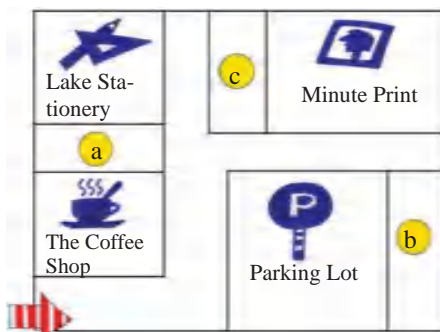 Lake Sta-
tionery
c
Minute Print
a
The Coffee
Shop
P
Parking Lot
b